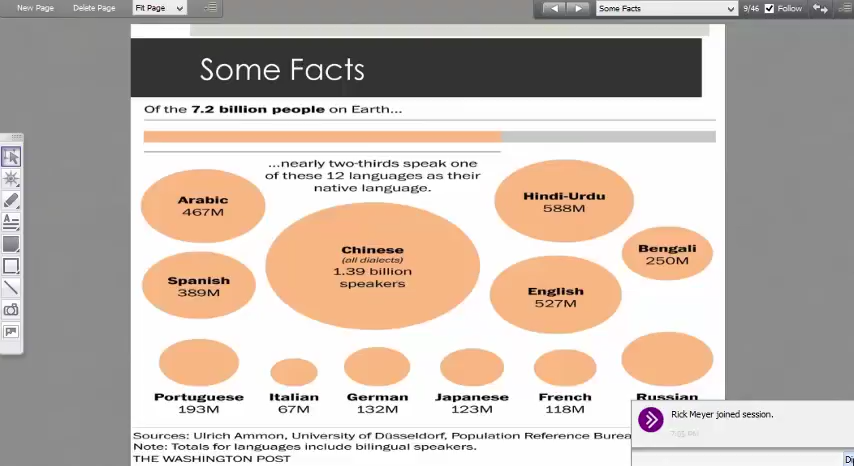 New Page Delete Page Fit Page Some Facts 9/46 Follow
Some Facts
Of the 7.2 billion people on Earth...
...nearly two-thirds speak one
of these 12 languages as their
native language.
Arabic
467M
Hindi-Urdu
588M
Chinese
(all dialects)
1.39 billion
speakers
Bengali
250M
Spanish
389M
English
527M
Portuguese
193M
Italian
67M
German
132M
Japanese
123M
French
118M
Russian
Rick Meyer joined session.
7:55 PM
Sources: Ulrich Ammon, University of Düsseldorf, Population Reference
Note: Totals for languages include bilingual speakers.
THE WASHINGTON POST